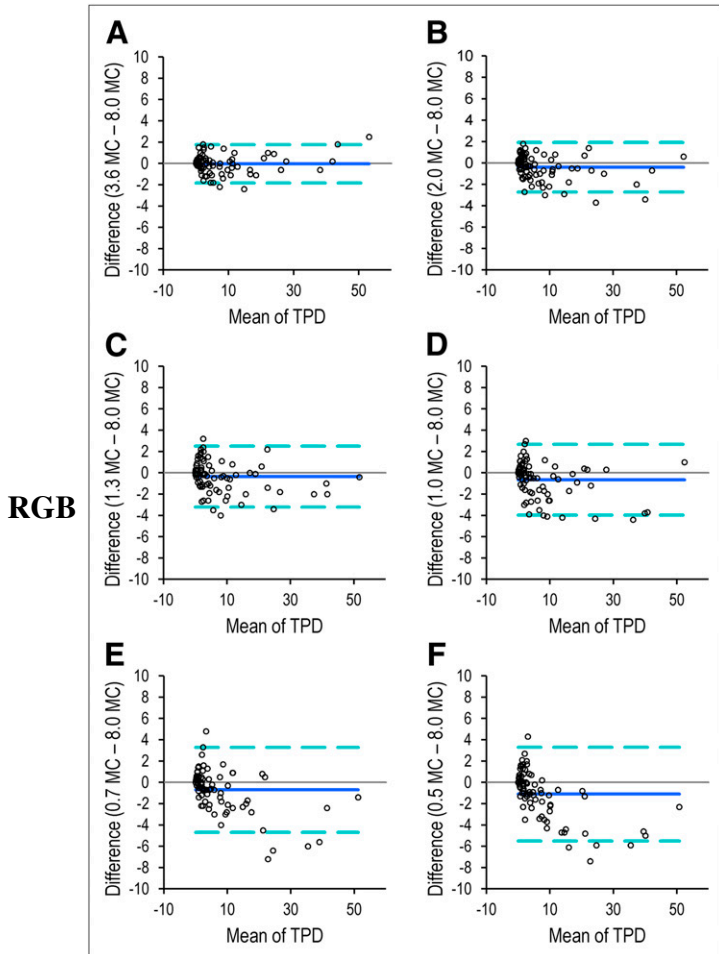 A
10
8
6
4
2
0
-2
-4
-6
-8
-10
-10 10 30 50
Difference (3.6 MC – 8.0 MC)
Mean of TPD
B
10
8
6
4
2
0
-2
-4
-6
-8
-10
-10 10 30 50
Difference (2.0 MC – 8.0 MC)
Mean of TPD
RGB
C
10
8
6
4
2
0
-2
-4
-6
-8
-10
-10 10 30 50
Difference (1.3 MC – 8.0 MC)
Mean of TPD
D
10
8
6
4
2
0
-2
-4
-6
-8
-10
-10 10 30 50
Difference (1.0 MC – 8.0 MC)
Mean of TPD
E
10
8
6
4
2
0
-2
-4
-6
-8
-10
-10 10 30 50
Difference (0.7 MC – 8.0 MC)
Mean of TPD
F
10
8
6
4
2
0
-2
-4
-6
-8
-10
-10 10 30 50
Difference (0.5 MC – 8.0 MC)
Mean of TPD